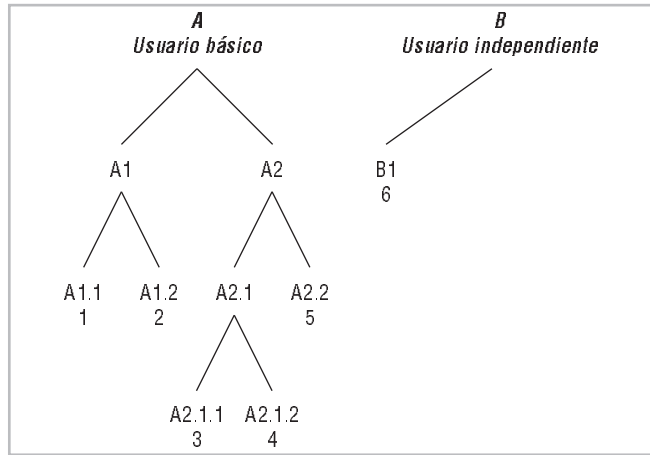 A
Usuario básico
B
Usuario independiente
A1
A2
B1
6
A1.1
1
A1.2
2
A2.1
A2.2
5
A2.1.1
3
A2.1.2
4